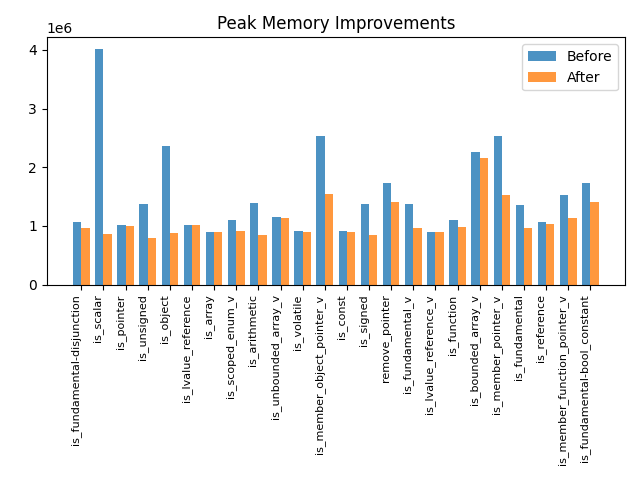 Peak Memory Improvements
1e6
Before
After
4
3
2
1
0
is_fundamental-disjunction
is_scalar
is_pointer
is_unsigned
is_object
is_lvalue_reference
is_array
is_scoped_enum_v
is_arithmetic
is_unbounded_array_v
is_volatile
is_member_object_pointer_v
is_const
is_signed
remove_pointer
is_fundamental_v
is_lvalue_reference_v
is_function
is_bounded_array_v
is_member_pointer_v
is_fundamental
is_reference
is_member_function_pointer_v
is_fundamental-bool_constant